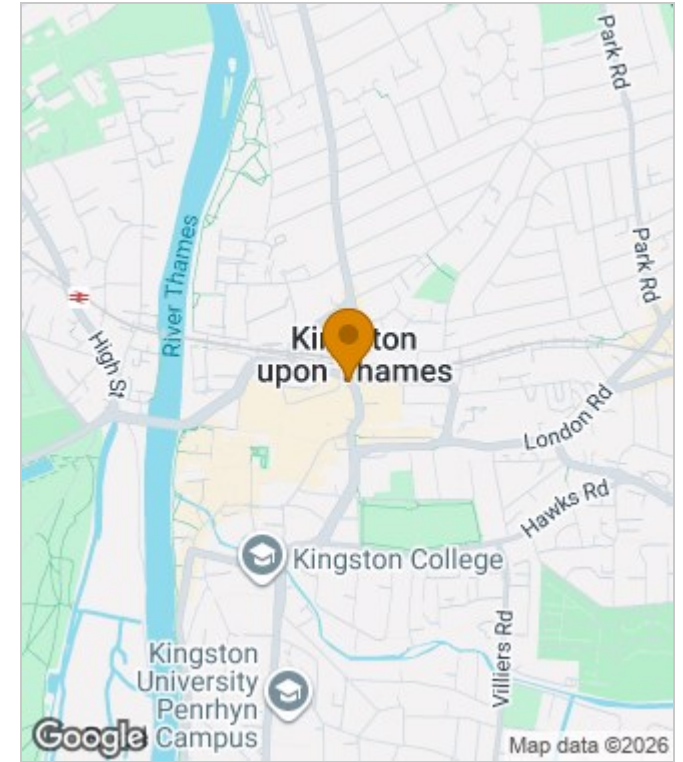 Park Rd
Park Rd
River Thames
High St
Kingston
upon Thames
London Rd
Hawks Rd
Kingston College
Villiers Rd
Kingston
University
Penrhyn
Campus
Google
Map data ©2026